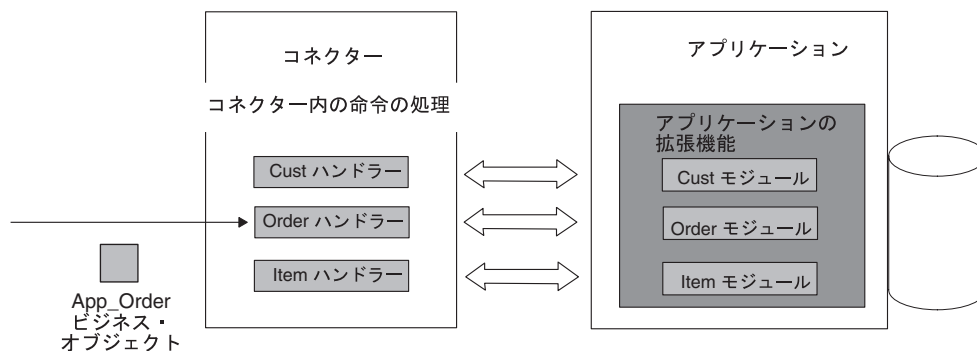 コネクター
コネクター内の命令の処理
Cust ハンドラー
Order ハンドラー
Item ハンドラー
App_Order
ビジネス・
オブジェクト
アプリケーション
アプリケーションの
拡張機能
Cust モジュール
Order モジュール
Item モジュール